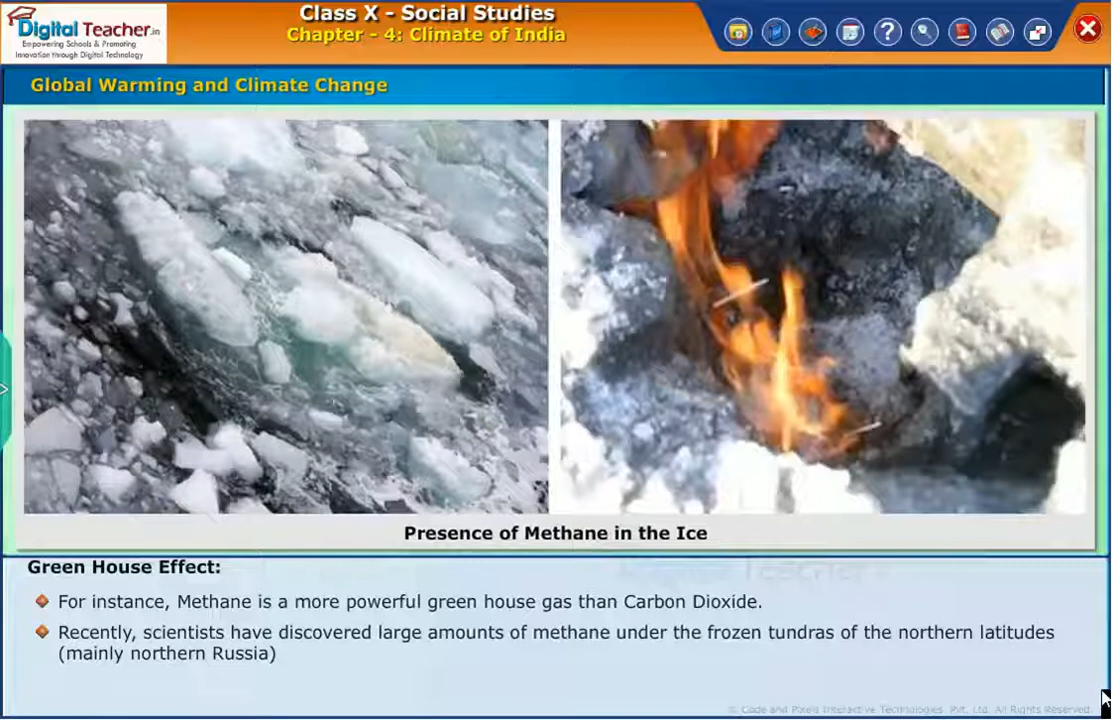 Digital Teacher.in
Empowering Schools & Promoting
Innovation through Digital Technology
Class X - Social Studies
Chapter - 4: Climate of India
Global Warming and Climate Change
Presence of Methane in the Ice
Green House Effect:
For instance, Methane is a more powerful green house gas than Carbon Dioxide.
Recently, scientists have discovered large amounts of methane under the frozen tundras of the northern latitudes
(mainly northern Russia)
© Code and Pixels Interactive Technologies. Pvt. Ltd. All Rights Reserved.